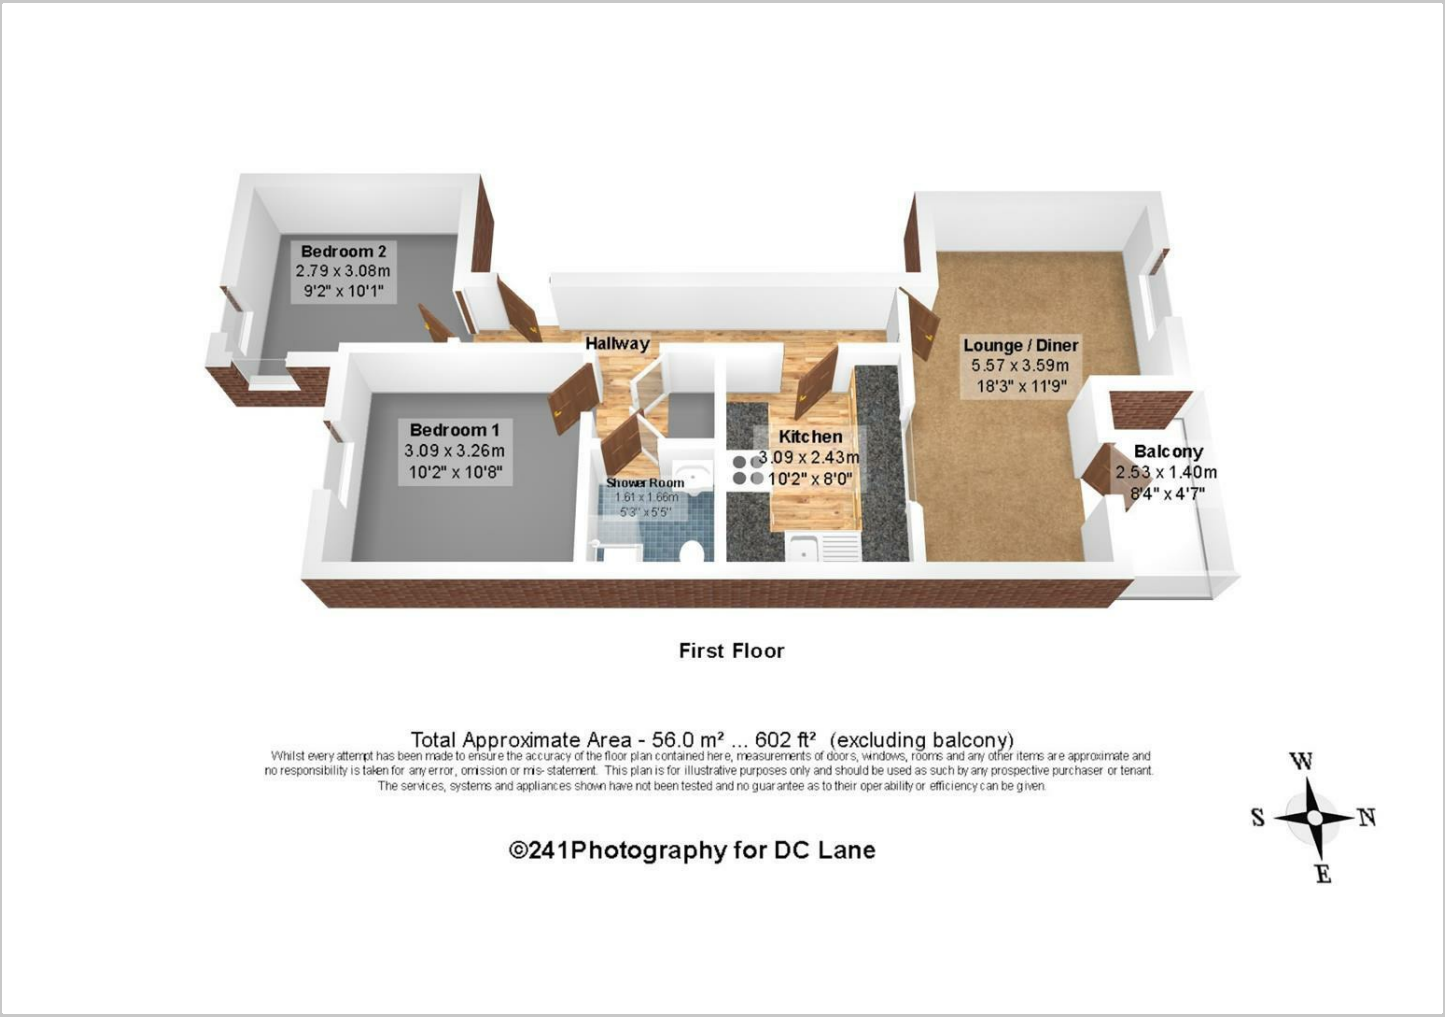 Bedroom 2
2.79 x 3.08m
9'2" x 10'1"
Hallway
Lounge / Diner
5.57 x 3.59m
18'3" x 11'9"
Bedroom 1
3.09 x 3.26m
10'2" x 10'8"
Kitchen
3.09 x 2.43m
10'2" x 8'0"
Balcony
2.53 x 1.40m
8'4" x 4'7"
Shower Room
1.61 x 1.66m
5'3" x 5'5"
First Floor
Total Approximate Area - 56.0 m² ... 602 ft² (excluding balcony)
Whilst every attempt has been made to ensure the accuracy of the floor plan contained here, measurements of doors, windows, rooms and any other items are approximate and
no responsibility is taken for any error, omission or mis- statement. This plan is for illustrative purposes only and should be used as such by any prospective purchaser or tenant.
The services, systems and appliances shown have not been tested and no guarantee as to their operability or efficiency can be given.
©241Photography for DC Lane
W
S N
E